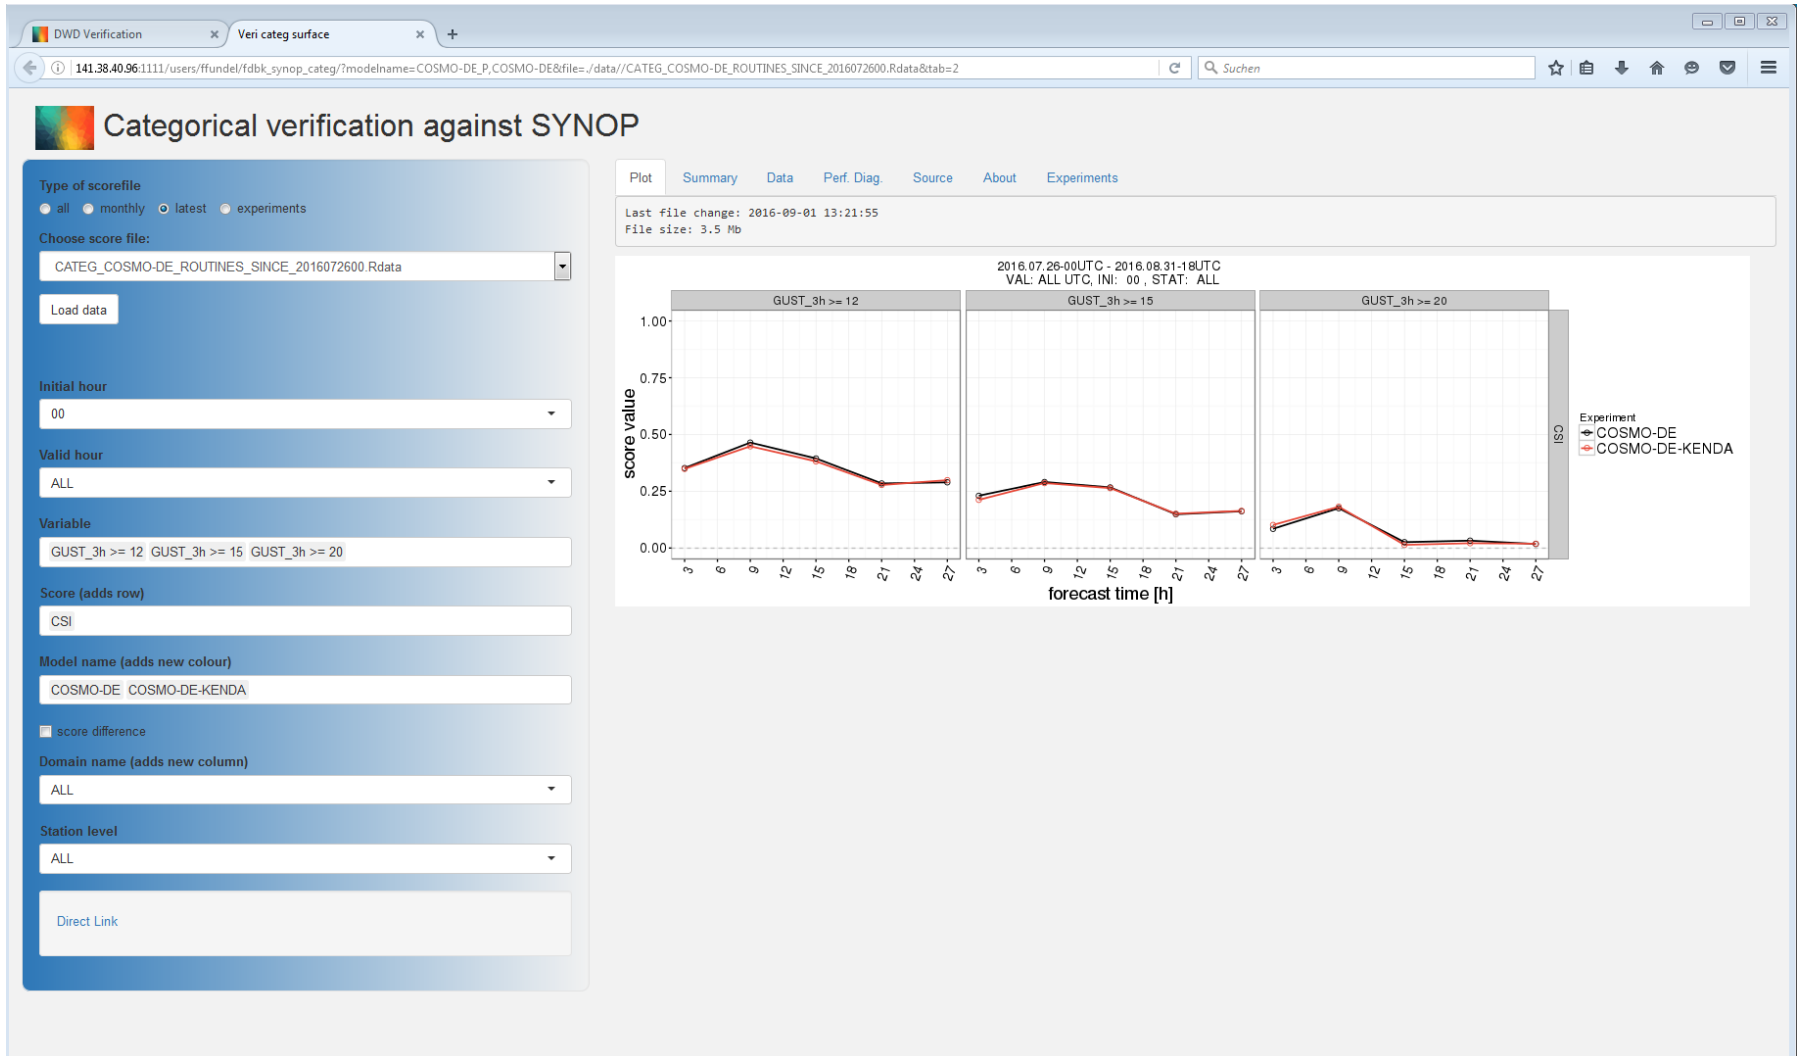 DWD Verification
Veri categ surface
141.38.40.96:1111/users/ffundel/fdbk_synop_categ/?modelname=COSMO-DE_P,COSMO-DE&file=./data//CATEG_COSMO-DE_ROUTINES_SINCE_2016072600.Rdata&tab=2
Suchen
Categorical verification against SYNOP
Type of scorefile
all monthly latest experiments
Choose score file:
CATEG_COSMO-DE_ROUTINES_SINCE_2016072600.Rdata
Load data
Initial hour
00
Valid hour
ALL
Variable
GUST_3h >= 12 GUST_3h >= 15 GUST_3h >= 20
Score (adds row)
CSI
Model name (adds new colour)
COSMO-DE COSMO-DE-KENDA
score difference
Domain name (adds new column)
ALL
Station level
ALL
Direct Link
Plot Summary Data Perf. Diag. Source About Experiments
Last file change: 2016-09-01 13:21:55
File size: 3.5 Mb
2016.07.26-00UTC - 2016.08.31-18UTC
VAL: ALL UTC, INI: 00 , STAT: ALL
GUST_3h >= 12 GUST_3h >= 15 GUST_3h >= 20
1.00
0.75
0.50
0.25
0.00
score value
3 6 9 12 15 18 21 24 27 3 6 9 12 15 18 21 24 27 3 6 9 12 15 18 21 24 27
forecast time [h]
CSI
Experiment
COSMO-DE
COSMO-DE-KENDA